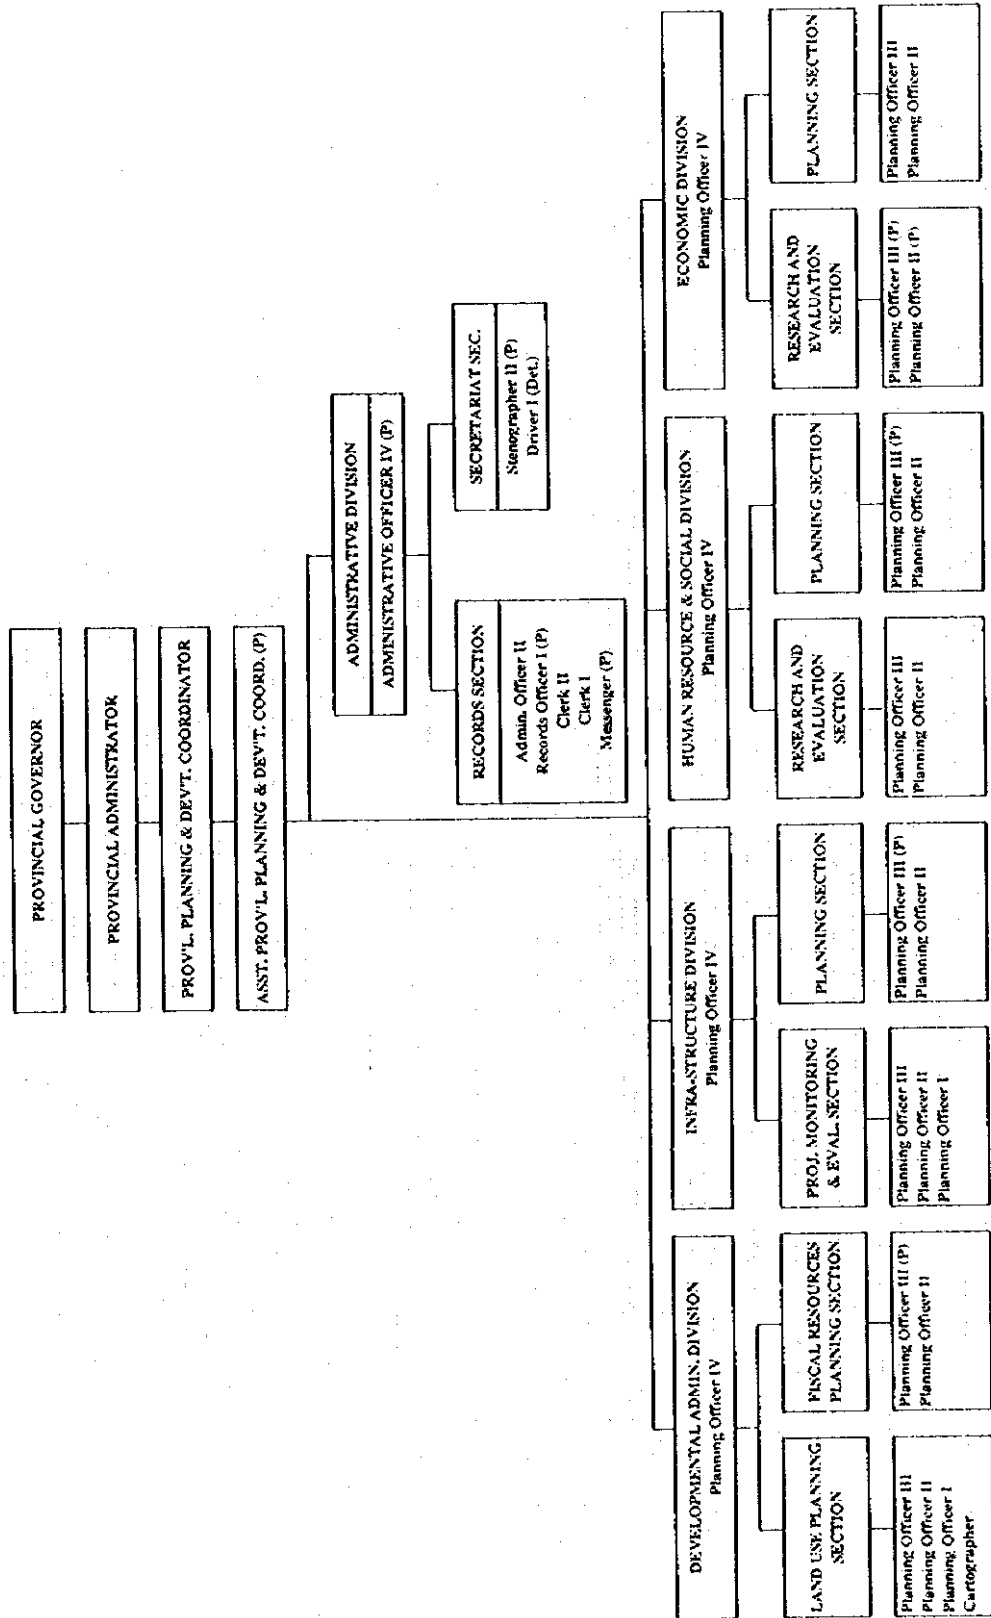 PROVINCIAL GOVERNOR
PROVINCIAL ADMINISTRATOR
PROV'L. PLANNING & DEV'T. COORDINATOR
ASST. PROV'L. PLANNING & DEV'T. COORD. (P)
ADMINISTRATIVE DIVISION
ADMINISTRATIVE OFFICER IV (P)
RECORDS SECTION
Admin. Officer II
Records Officer I (P)
Clerk II
Clerk I
Messenger (P)
SECRETARIAT SEC.
Stenographer II (P)
Driver I (Det.)
DEVELOPMENTAL ADMIN. DIVISION
Planning Officer IV
LAND USE PLANNING
SECTION
Planning Officer III
Planning Officer II
Planning Officer I
Cartographer
FISCAL RESOURCES
PLANNING SECTION
Planning Officer III (P)
Planning Officer II
INFRA-STRUCTURE DIVISION
Planning Officer IV
PROJ. MONITORING
& EVAL. SECTION
Planning Officer III
Planning Officer II
Planning Officer I
PLANNING SECTION
Planning Officer III (P)
Planning Officer II
HUMAN RESOURCE & SOCIAL DIVISION
Planning Officer IV
RESEARCH AND
EVALUATION
SECTION
Planning Officer III
Planning Officer II
PLANNING SECTION
Planning Officer III (P)
Planning Officer II
ECONOMIC DIVISION
Planning Officer IV
RESEARCH AND
EVALUATION
SECTION
Planning Officer III (P)
Planning Officer II (P)
PLANNING SECTION
Planning Officer III
Planning Officer II